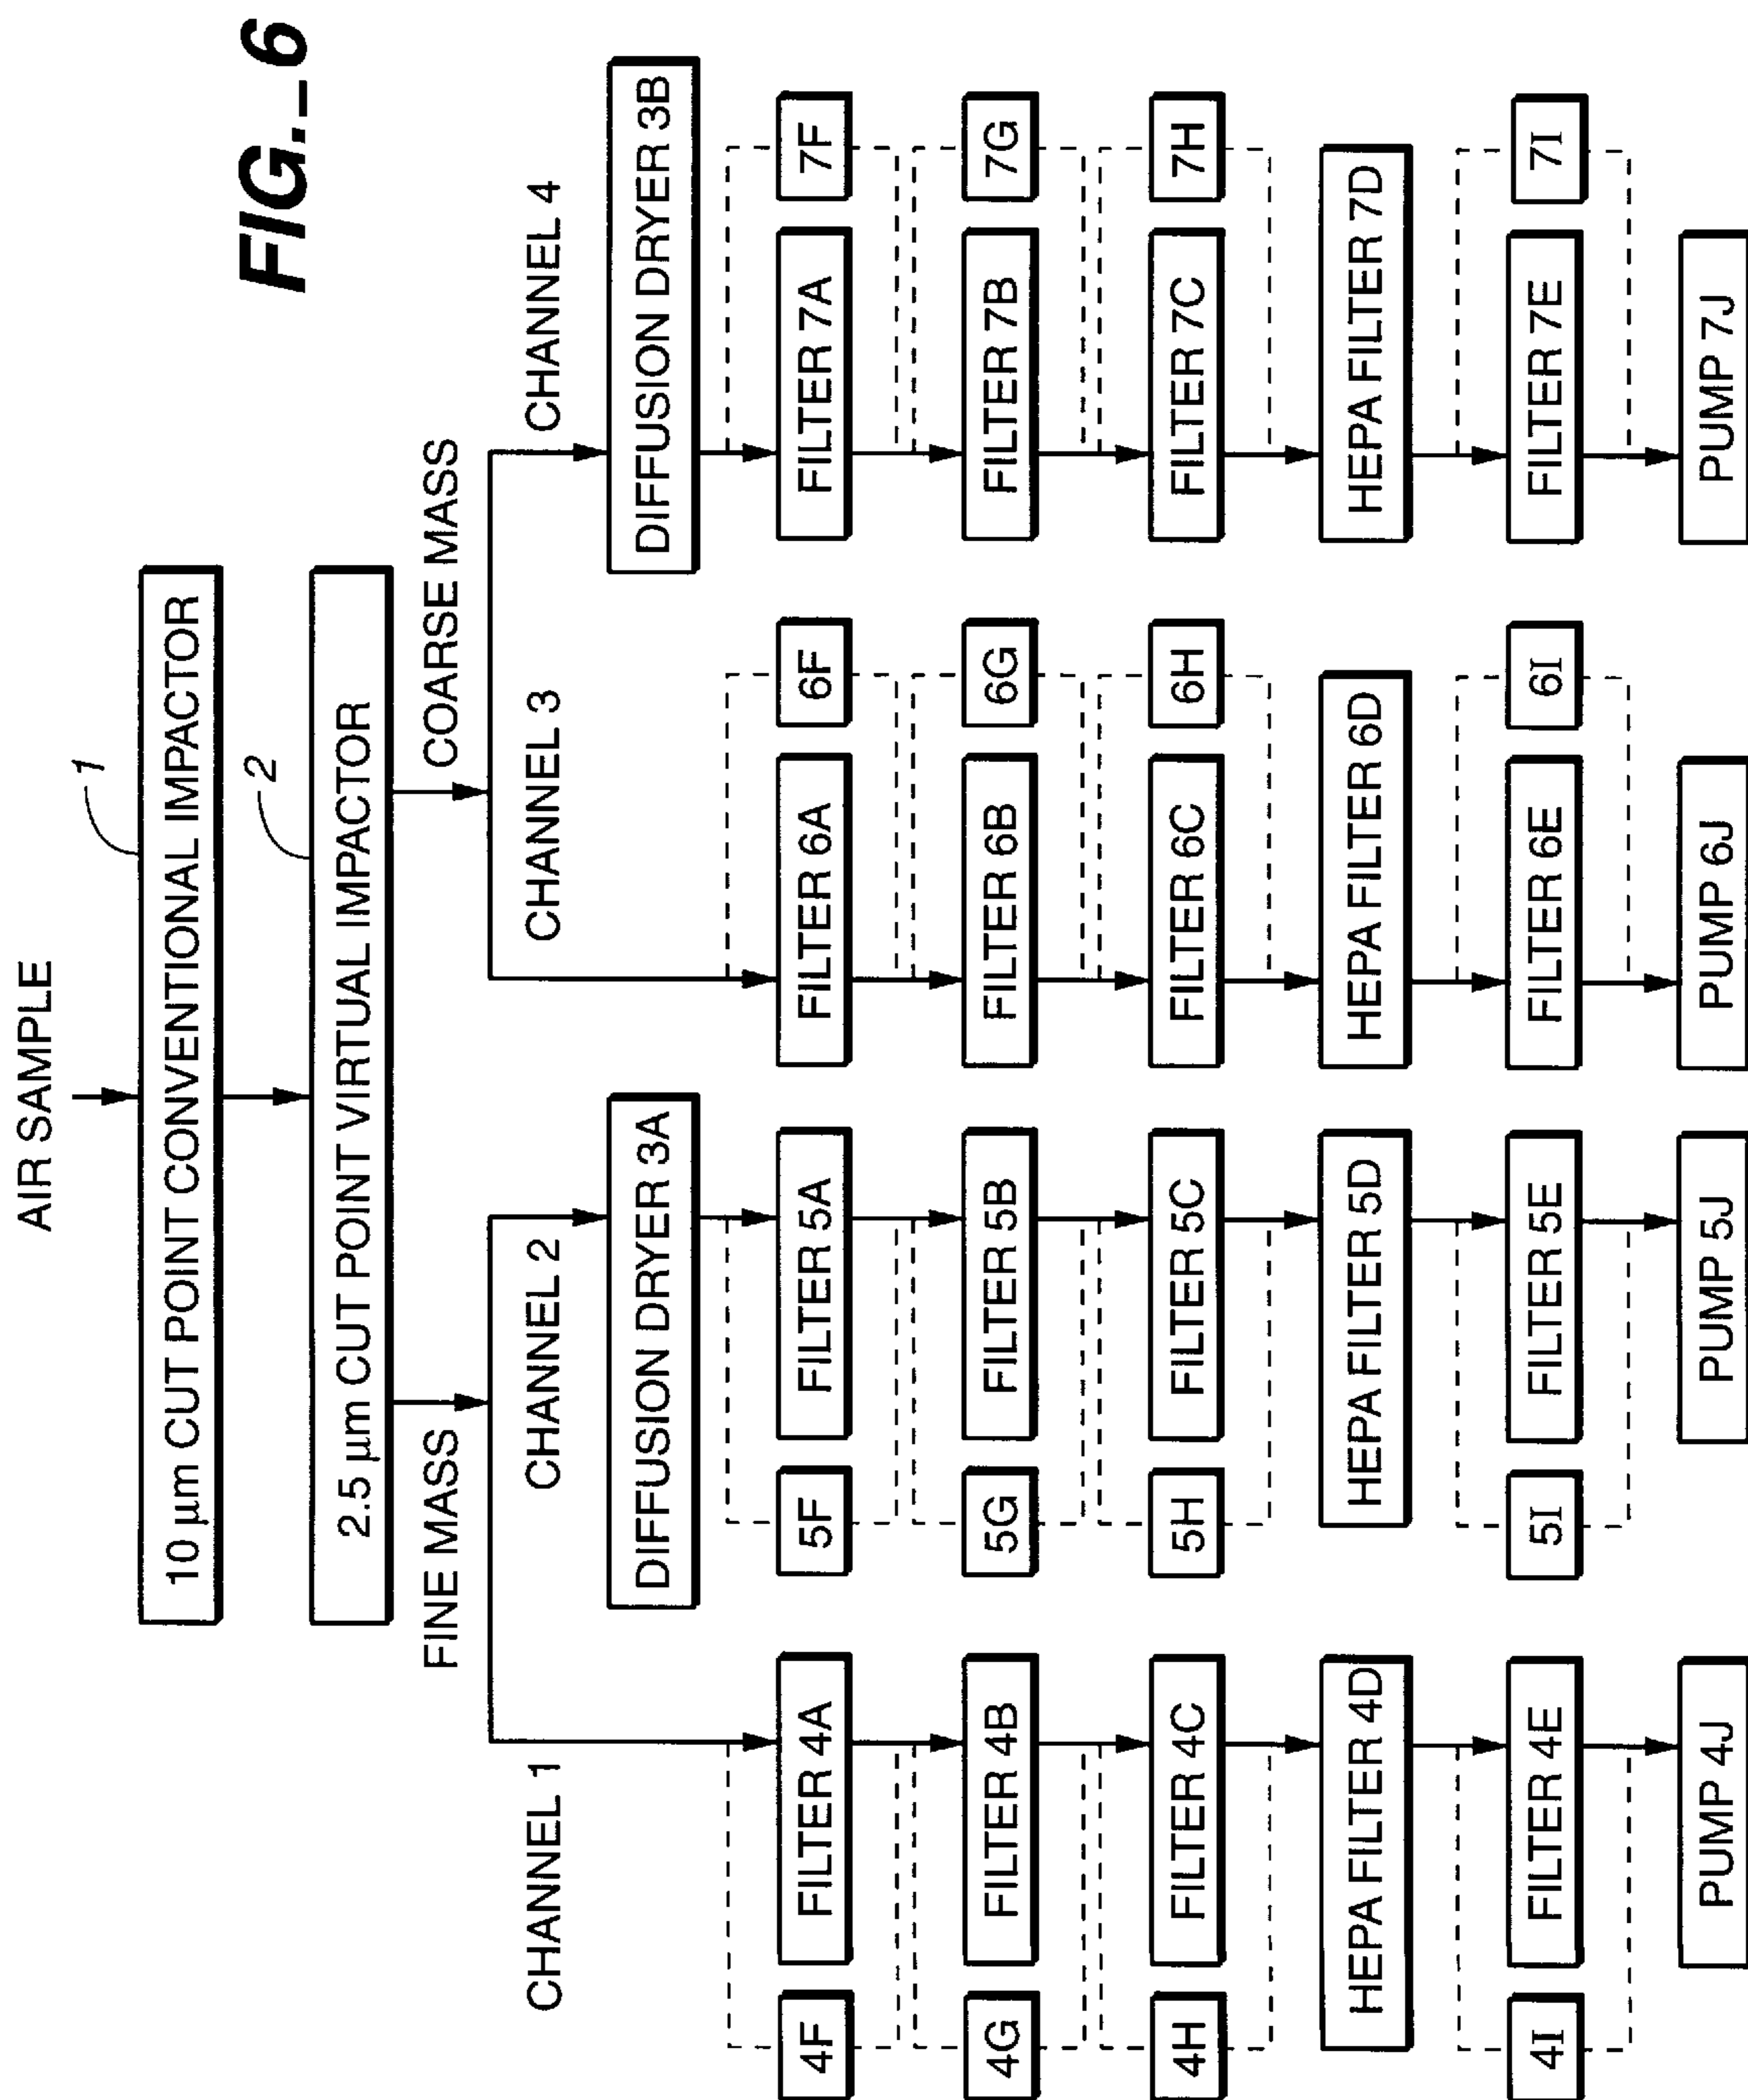 FIG._6
AIR SAMPLE
1
10 µm CUT POINT CONVENTIONAL IMPACTOR
2
2.5 µm CUT POINT VIRTUAL IMPACTOR
FINE MASS
COARSE MASS
CHANNEL 1
CHANNEL 2
CHANNEL 3
CHANNEL 4
DIFFUSION DRYER 3A
DIFFUSION DRYER 3B
4F
FILTER 4A
5F
FILTER 5A
FILTER 6A
6F
FILTER 7A
7F
4G
FILTER 4B
5G
FILTER 5B
FILTER 6B
6G
FILTER 7B
7G
4H
FILTER 4C
5H
FILTER 5C
FILTER 6C
6H
FILTER 7C
7H
HEPA FILTER 4D
HEPA FILTER 5D
HEPA FILTER 6D
HEPA FILTER 7D
4I
FILTER 4E
5I
FILTER 5E
FILTER 6E
6I
FILTER 7E
7I
PUMP 4J
PUMP 5J
PUMP 6J
PUMP 7J